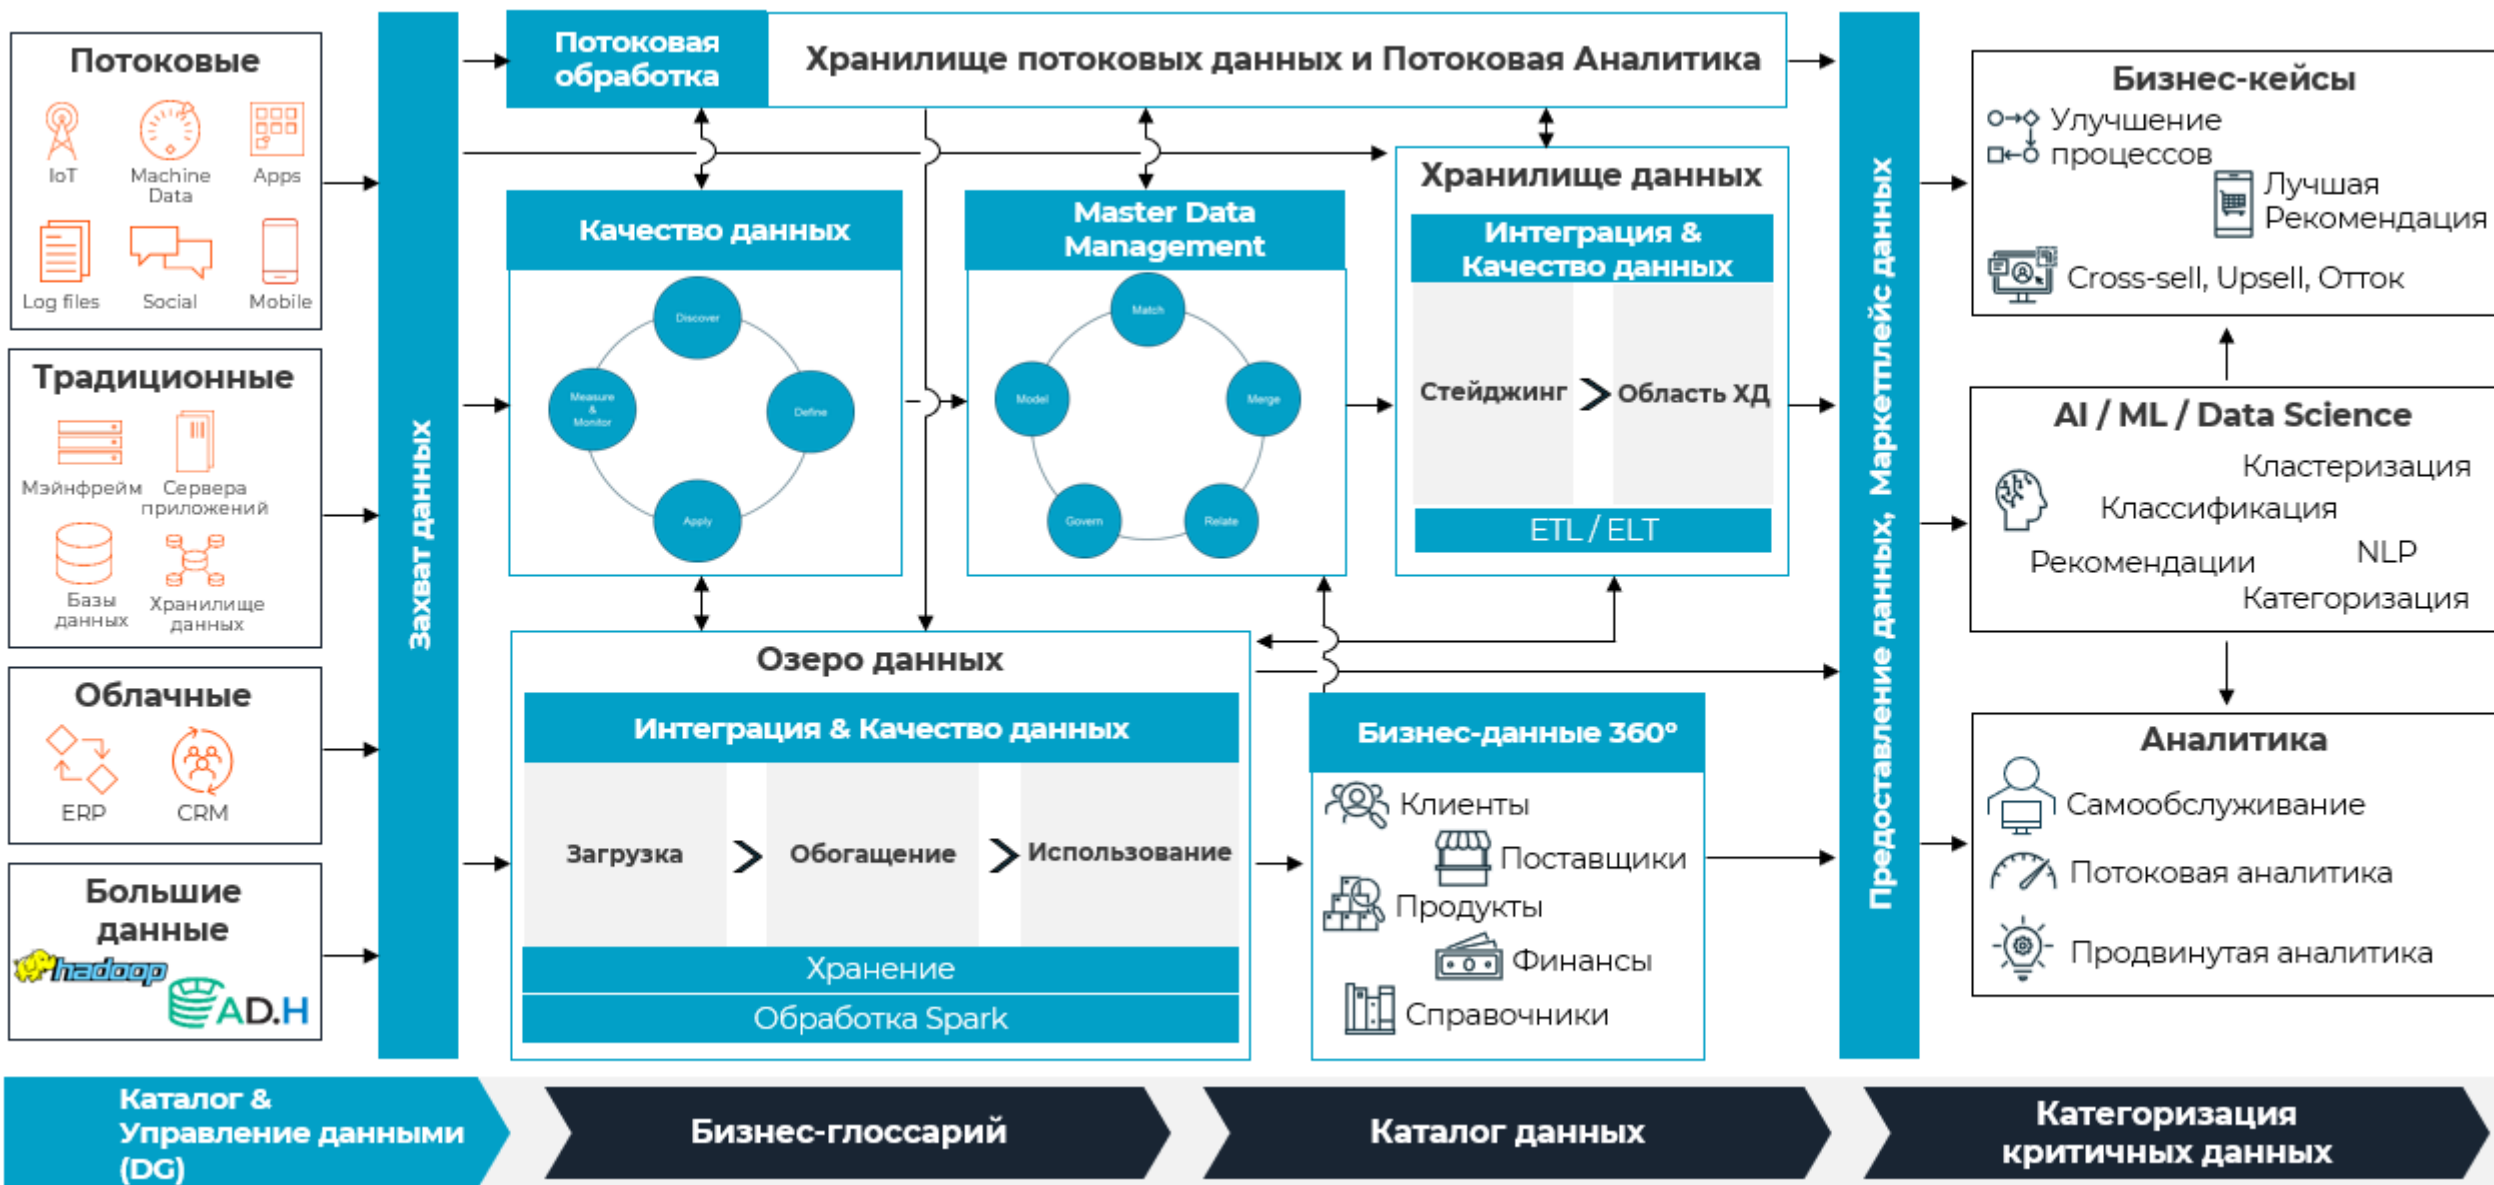 Потоковые
IoT
Machine
Data
Apps
Log files
Social
Mobile
Традиционные
Мэйнфрейм
Сервера
приложений
Базы
данных
Хранилище
данных
Облачные
ERP
CRM
Большие
данные
hadoop
AD.H
Захват данных
Потоковая
обработка
Хранилище потоковых данных и Потоковая Аналитика
Качество данных
Discover
Define
Apply
Measure
&
Monitor
Master Data
Management
Match
Merge
Relate
Govern
Model
Хранилище данных
Интеграция &
Качество данных
Стейджинг
Область ХД
ETL / ELT
Озеро данных
Интеграция & Качество данных
Загрузка
Обогащение
Использование
Хранение
Обработка Spark
Бизнес-данные 360°
Клиенты
Поставщики
Продукты
Финансы
Справочники
Предоставление данных, Маркетплейс данных
Бизнес-кейсы
Улучшение
процессов
Лучшая
Рекомендация
Cross-sell, Upsell, Отток
AI / ML / Data Science
Кластеризация
Классификация
Рекомендации
NLP
Категоризация
Аналитика
Самообслуживание
Потоковая аналитика
Продвинутая аналитика
Каталог &
Управление данными
(DG)
Бизнес-глоссарий
Каталог данных
Категоризация
критичных данных